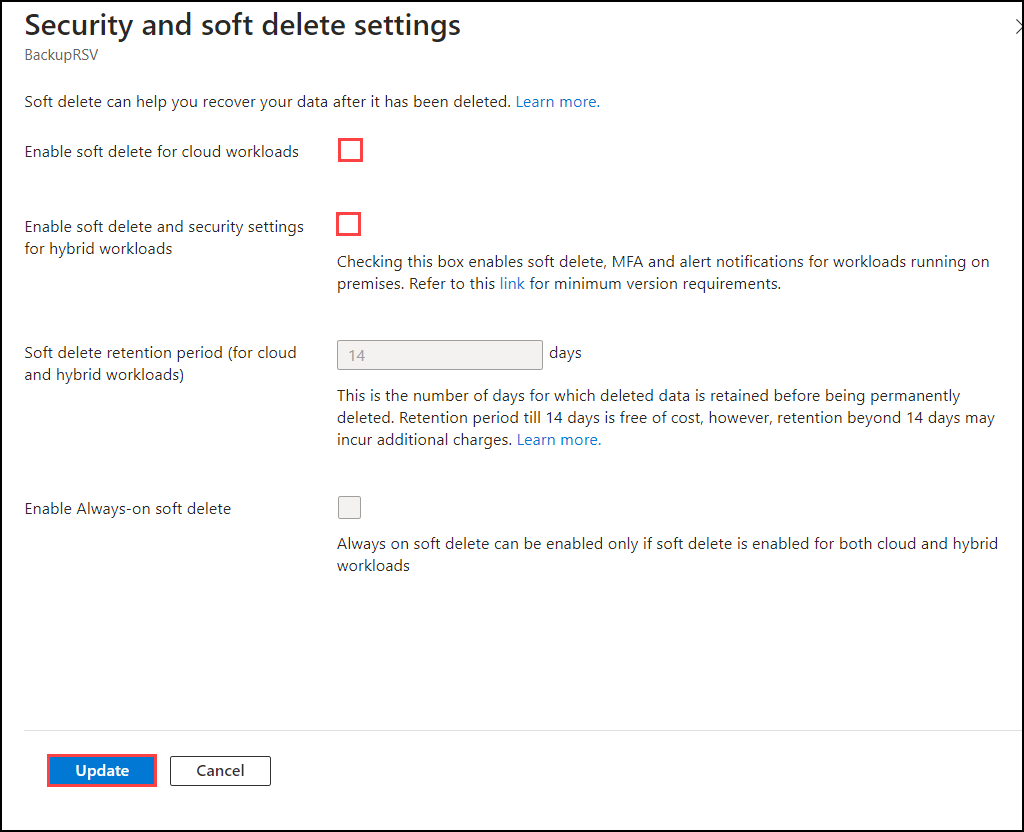 Security and soft delete settings
BackupRSV
Soft delete can help you recover your data after it has been deleted. Learn more.
Enable soft delete for cloud workloads
Enable soft delete and security settings
for hybrid workloads
Checking this box enables soft delete, MFA and alert notifications for workloads running on
premises. Refer to this link for minimum version requirements.
Soft delete retention period (for cloud
and hybrid workloads)
14 days
This is the number of days for which deleted data is retained before being permanently
deleted. Retention period till 14 days is free of cost, however, retention beyond 14 days may
incur additional charges. Learn more.
Enable Always-on soft delete
Always on soft delete can be enabled only if soft delete is enabled for both cloud and hybrid
workloads
Update Cancel